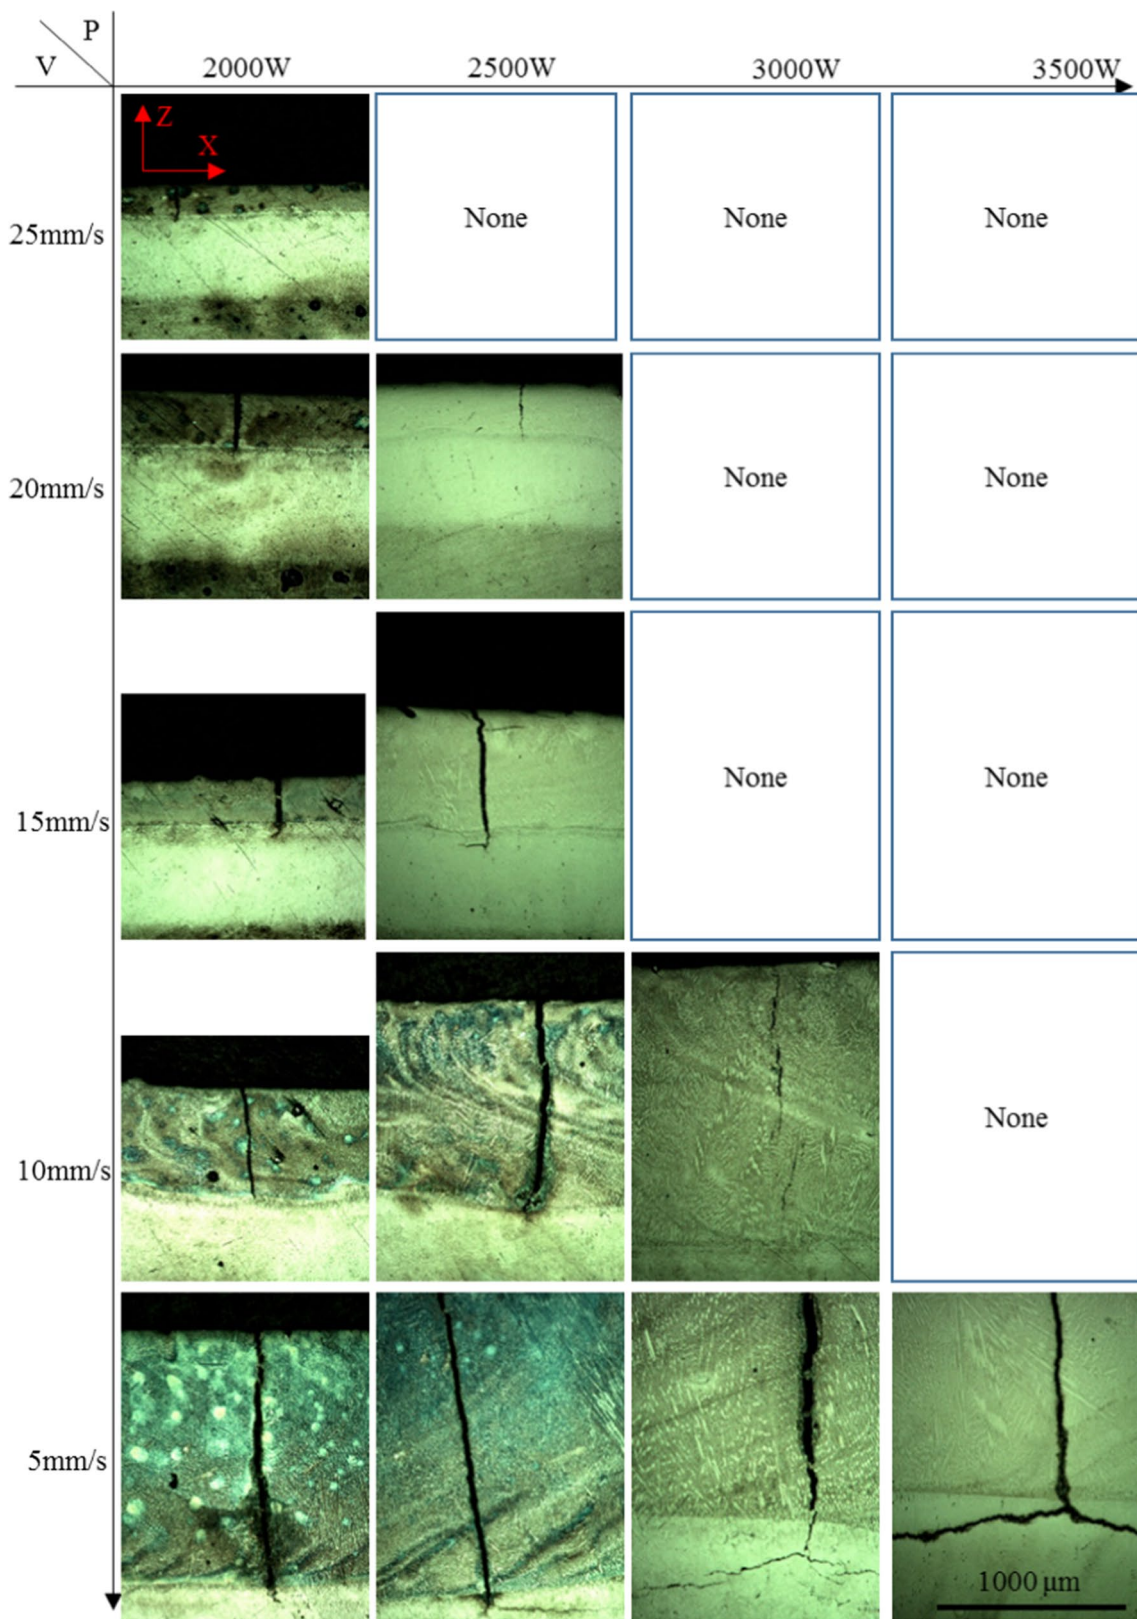 P
V
2000W 2500W 3000W 3500W
Z
X
25mm/s None None None
20mm/s None None
15mm/s None None
10mm/s None
5mm/s
1000 μm